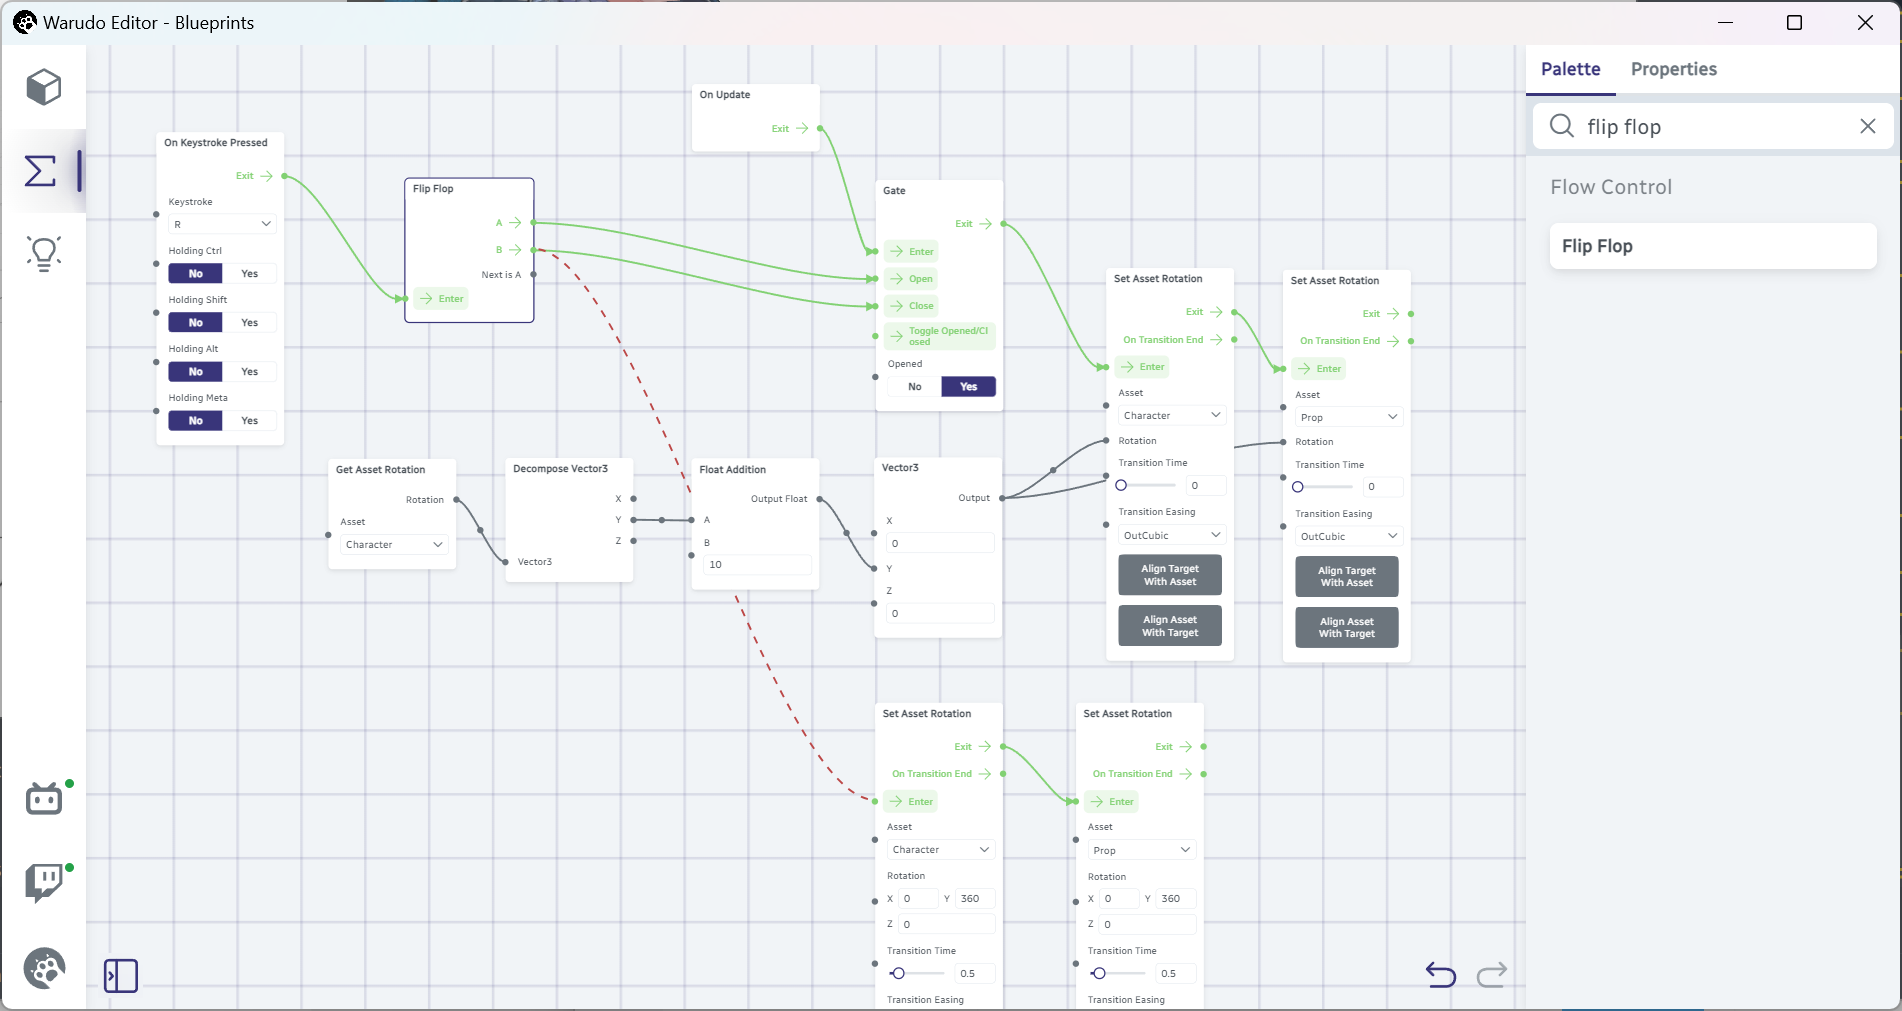 Warudo Editor - Blueprints
Palette
Properties
flip flop
Flow Control
Flip Flop
On Keystroke Pressed
Exit
Keystroke
R
Holding Ctrl
No Yes
Holding Shift
No Yes
Holding Alt
No Yes
Holding Meta
No Yes
Flip Flop
A
B
Next is A
Enter
On Update
Exit
Gate
Exit
Enter
Open
Close
Toggle Opened/Cl
osed
Opened
No Yes
Get Asset Rotation
Rotation
Asset
Character
Decompose Vector3
X
Y
Z
Vector3
Float Addition
Output Float
A
B
10
Vector3
Output
X
0
Y
Z
0
Set Asset Rotation
Exit
On Transition End
Enter
Asset
Character
Rotation
Transition Time
0
Transition Easing
OutCubic
Align Target
With Asset
Align Asset
With Target
Set Asset Rotation
Exit
On Transition End
Enter
Asset
Prop
Rotation
Transition Time
0
Transition Easing
OutCubic
Align Target
With Asset
Align Asset
With Target
Set Asset Rotation
Exit
On Transition End
Enter
Asset
Character
Rotation
X 0 Y 360
Z 0
Transition Time
0.5
Transition Easing
Set Asset Rotation
Exit
On Transition End
Enter
Asset
Prop
Rotation
X 0 Y 360
Z 0
Transition Time
0.5
Transition Easing